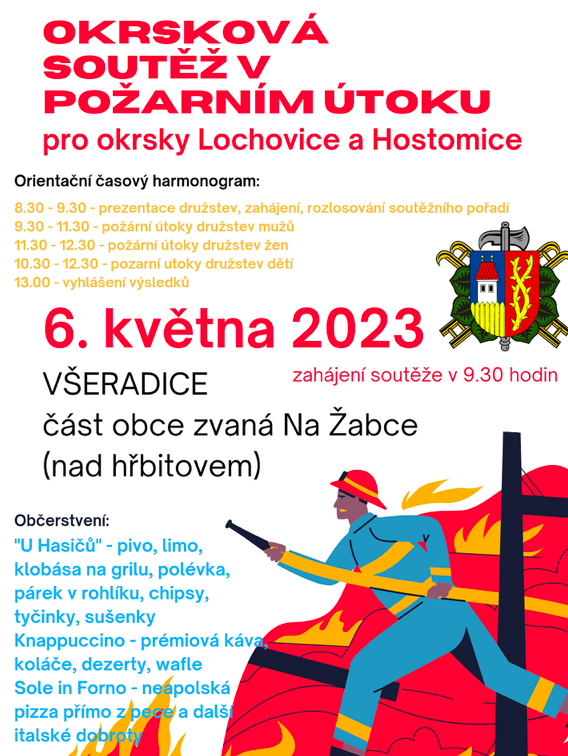 OKRSKOVÁ
SOUTĚŽ V
POŽARNÍM ÚTOKU
pro okrsky Lochovice a Hostomice
Orientační časový harmonogram:
8.30 - 9.30 - prezentace družstev, zahájení, rozlosování soutěžního pořadí
9.30 - 11.30 - požární útoky družstev mužů
11.30 - 12.30 - požární útoky družstev žen
10.30 - 12.30 - pozarni utoky družstev dětí
13.00 - vyhlášení výsledků
6. května 2023
zahájení soutěže v 9.30 hodin
VŠERADICE
část obce zvaná Na Žabce
(nad hřbitovem)
Občerstvení:
"U Hasičů" - pivo, limo,
klobása na grilu, polévka,
párek v rohlíku, chipsy,
tyčinky, sušenky
Knappuccino - prémiová káva,
koláče, dezerty, wafle
Sole in Forno - neapolská
pizza přímo z pece a další
italské dobroty